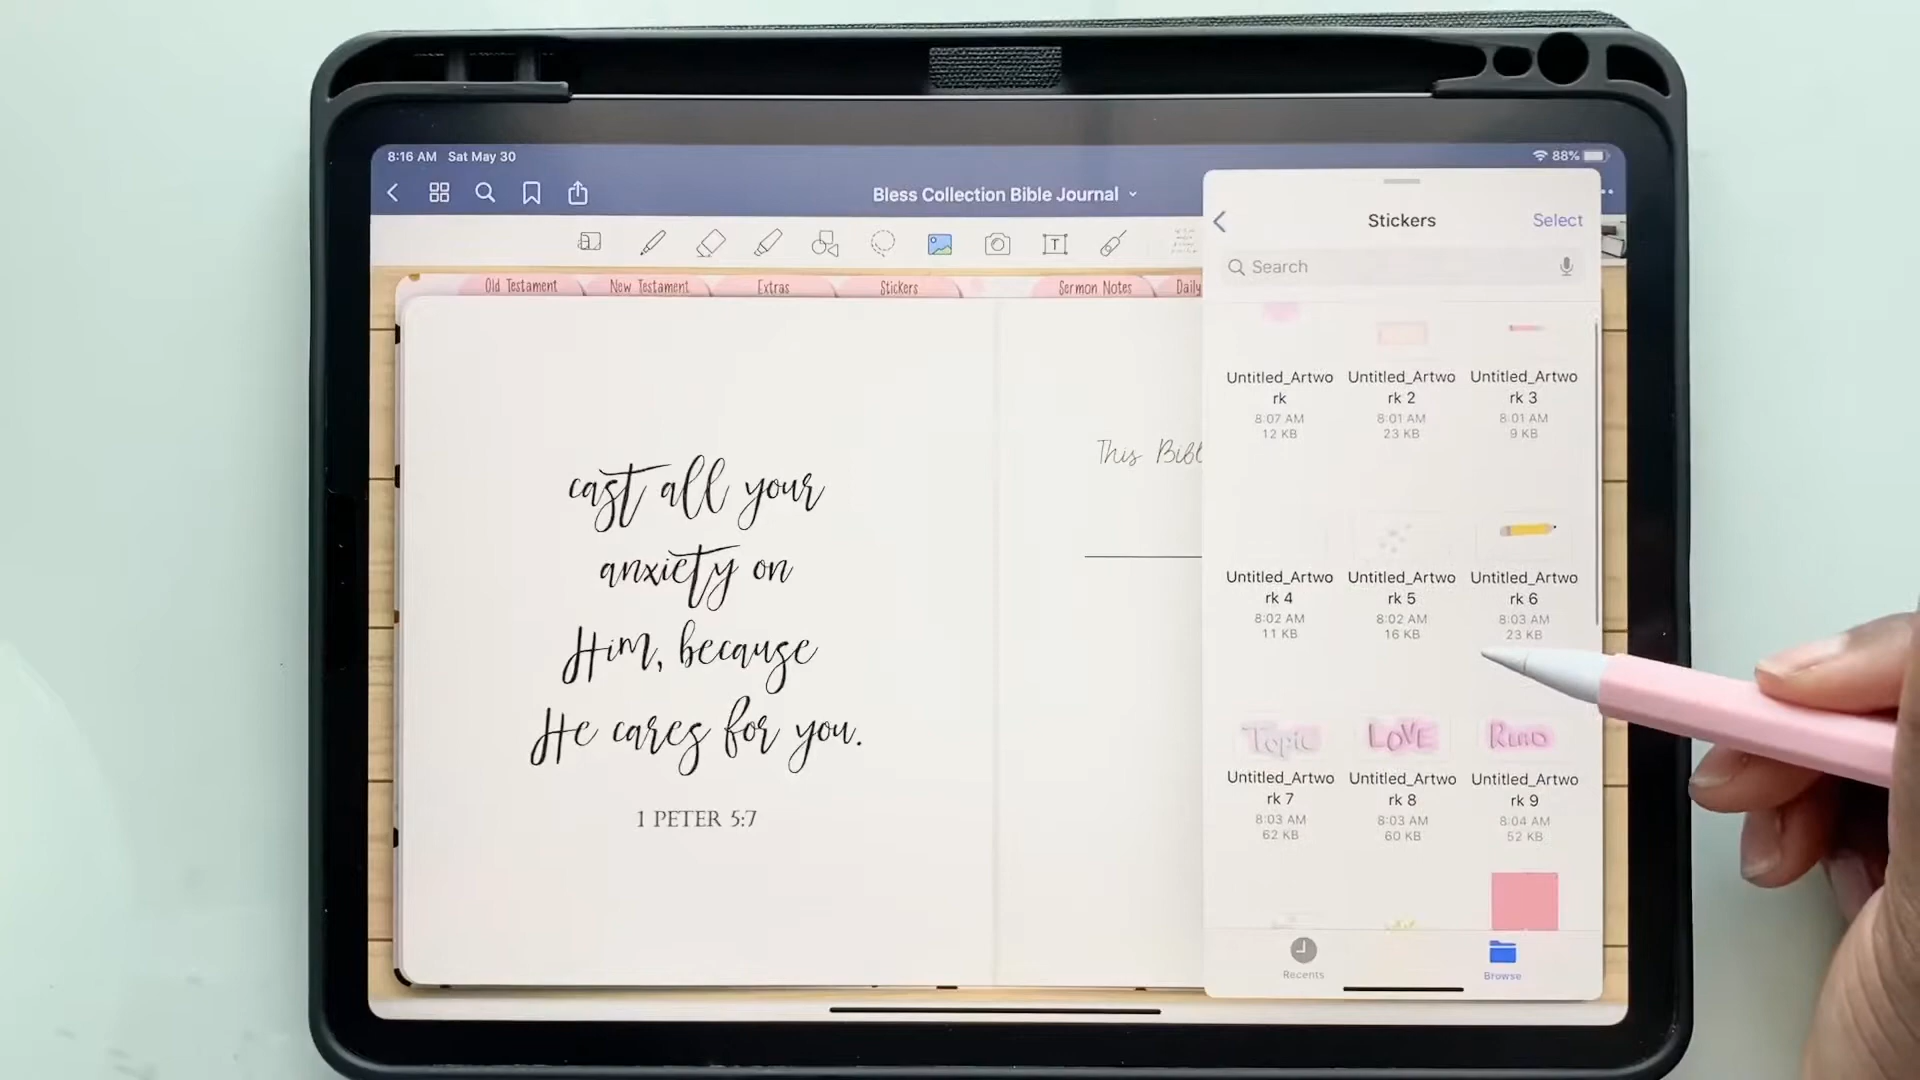 8:16 AM Sat May 30
88%
Bless Collection Bible Journal
T
Old Testament
New Testament
Extras
Stickers
Sermon Notes
Daily
cast all your
anxiety on
Him, because
He cares for you.
1 PETER 5:7
This Bibl
Stickers
Select
Search
Untitled_Artwo Untitled_Artwo Untitled_Artwo
rk rk 2 rk 3
8:07 AM 8:01 AM 8:01 AM
12 KB 23 KB 9 KB
Untitled_Artwo Untitled_Artwo Untitled_Artwo
rk 4 rk 5 rk 6
8:02 AM 8:02 AM 8:03 AM
11 KB 16 KB 23 KB
Topic LOVE READ
Untitled_Artwo Untitled_Artwo Untitled_Artwo
rk 7 rk 8 rk 9
8:03 AM 8:03 AM 8:04 AM
62 KB 60 KB 52 KB
Recents Browse